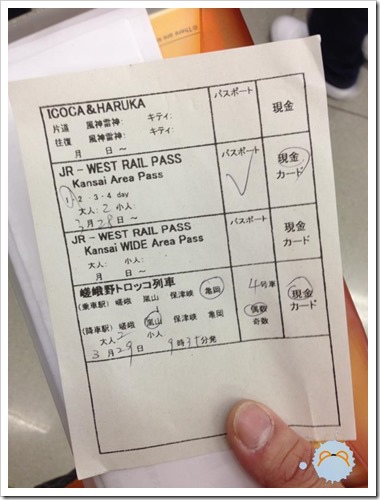 ICOCA&HARUKA
片道 風神雷神: キティ:
往復 風神雷神: キティ:
月 日～
パスポート
現金
JR－WEST RAIL PASS
Kansai Area Pass
1・2・3・4 day
大人: 2 小人:
3月28日～
パスポート
現金
カード
JR－WEST RAIL PASS
Kansai WIDE Area Pass
大人: 小人:
月 日～
パスポート
現金
カード
嵯峨野トロッコ列車
(乗車駅) 嵯峨 嵐山 保津峡 亀岡
(降車駅) 嵯峨 嵐山 保津峡 亀岡
大人 2 小人
3月29日 9時35分発
4号車
偶数
奇数
現金
カード